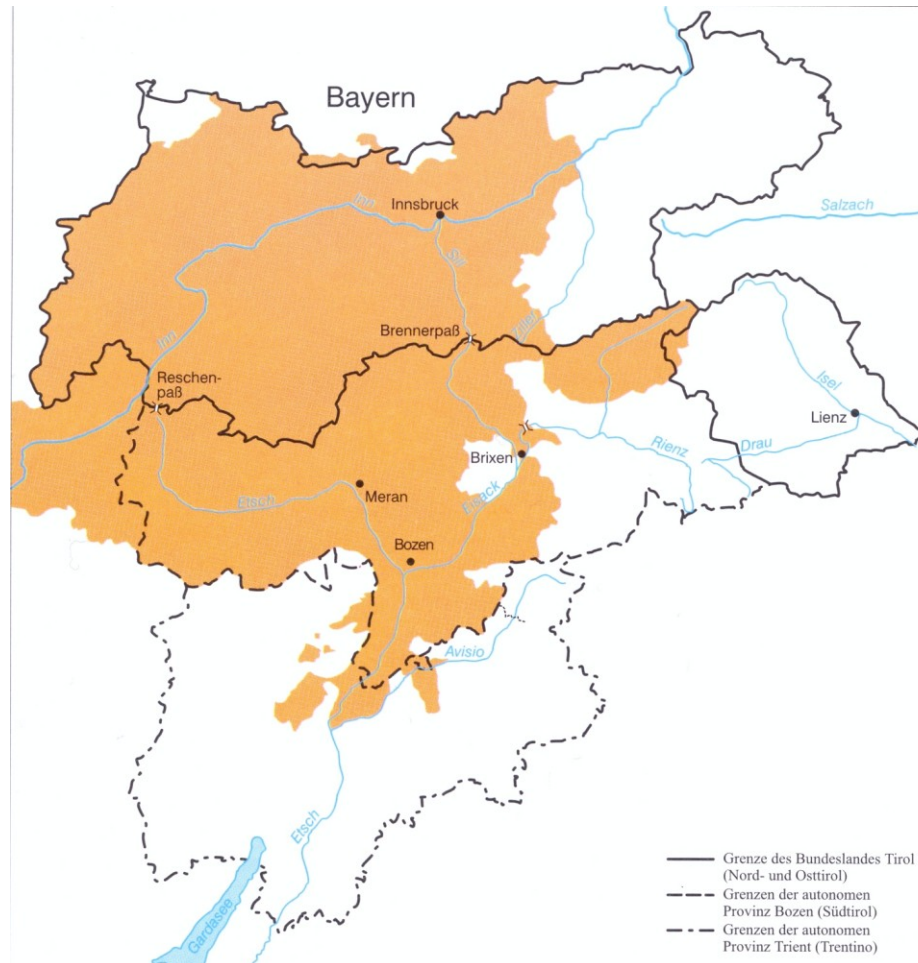 Bayern
Inn
Innsbruck
Salzach
Sill
Ziller
Brennerpaß
Inn
Reschen-
paß
Isel
Lienz
Brixen
Rienz
Drau
Meran
Etsch
Eisack
Bozen
Avisio
Etsch
Gardasee
Grenze des Bundeslandes Tirol
(Nord- und Osttirol)
Grenzen der autonomen
Provinz Bozen (Südtirol)
Grenzen der autonomen
Provinz Trient (Trentino)